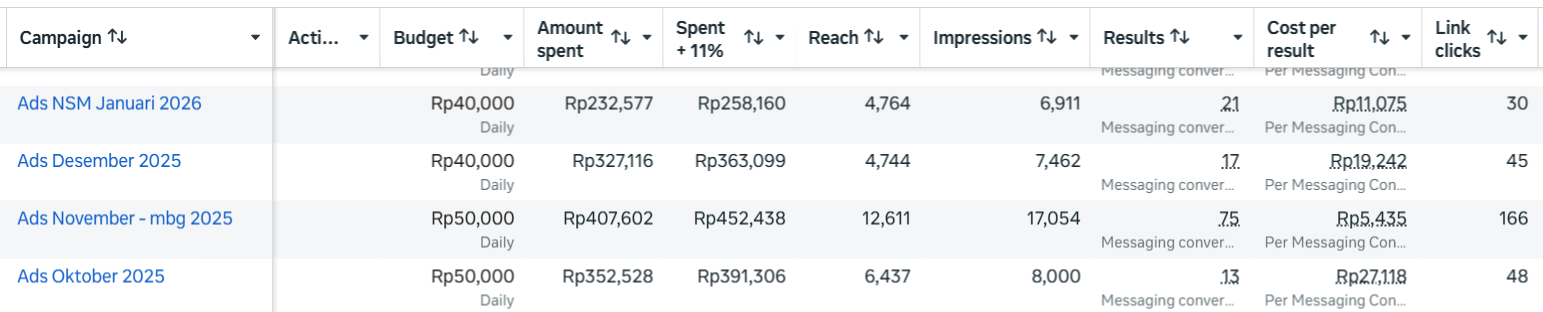 Campaign Acti... Budget Amount spent Spent + 11% Reach Impressions Results Cost per result Link clicks
Daily Messaging conver... Per Messaging Con...
Ads NSM Januari 2026 Rp40,000 Rp232,577 Rp258,160 4,764 6,911 21 Rp11,075 30
Daily Messaging conver... Per Messaging Con...
Ads Desember 2025 Rp40,000 Rp327,116 Rp363,099 4,744 7,462 17 Rp19,242 45
Daily Messaging conver... Per Messaging Con...
Ads November - mbg 2025 Rp50,000 Rp407,602 Rp452,438 12,611 17,054 75 Rp5,435 166
Daily Messaging conver... Per Messaging Con...
Ads Oktober 2025 Rp50,000 Rp352,528 Rp391,306 6,437 8,000 13 Rp27,118 48
Daily Messaging conver... Per Messaging Con...